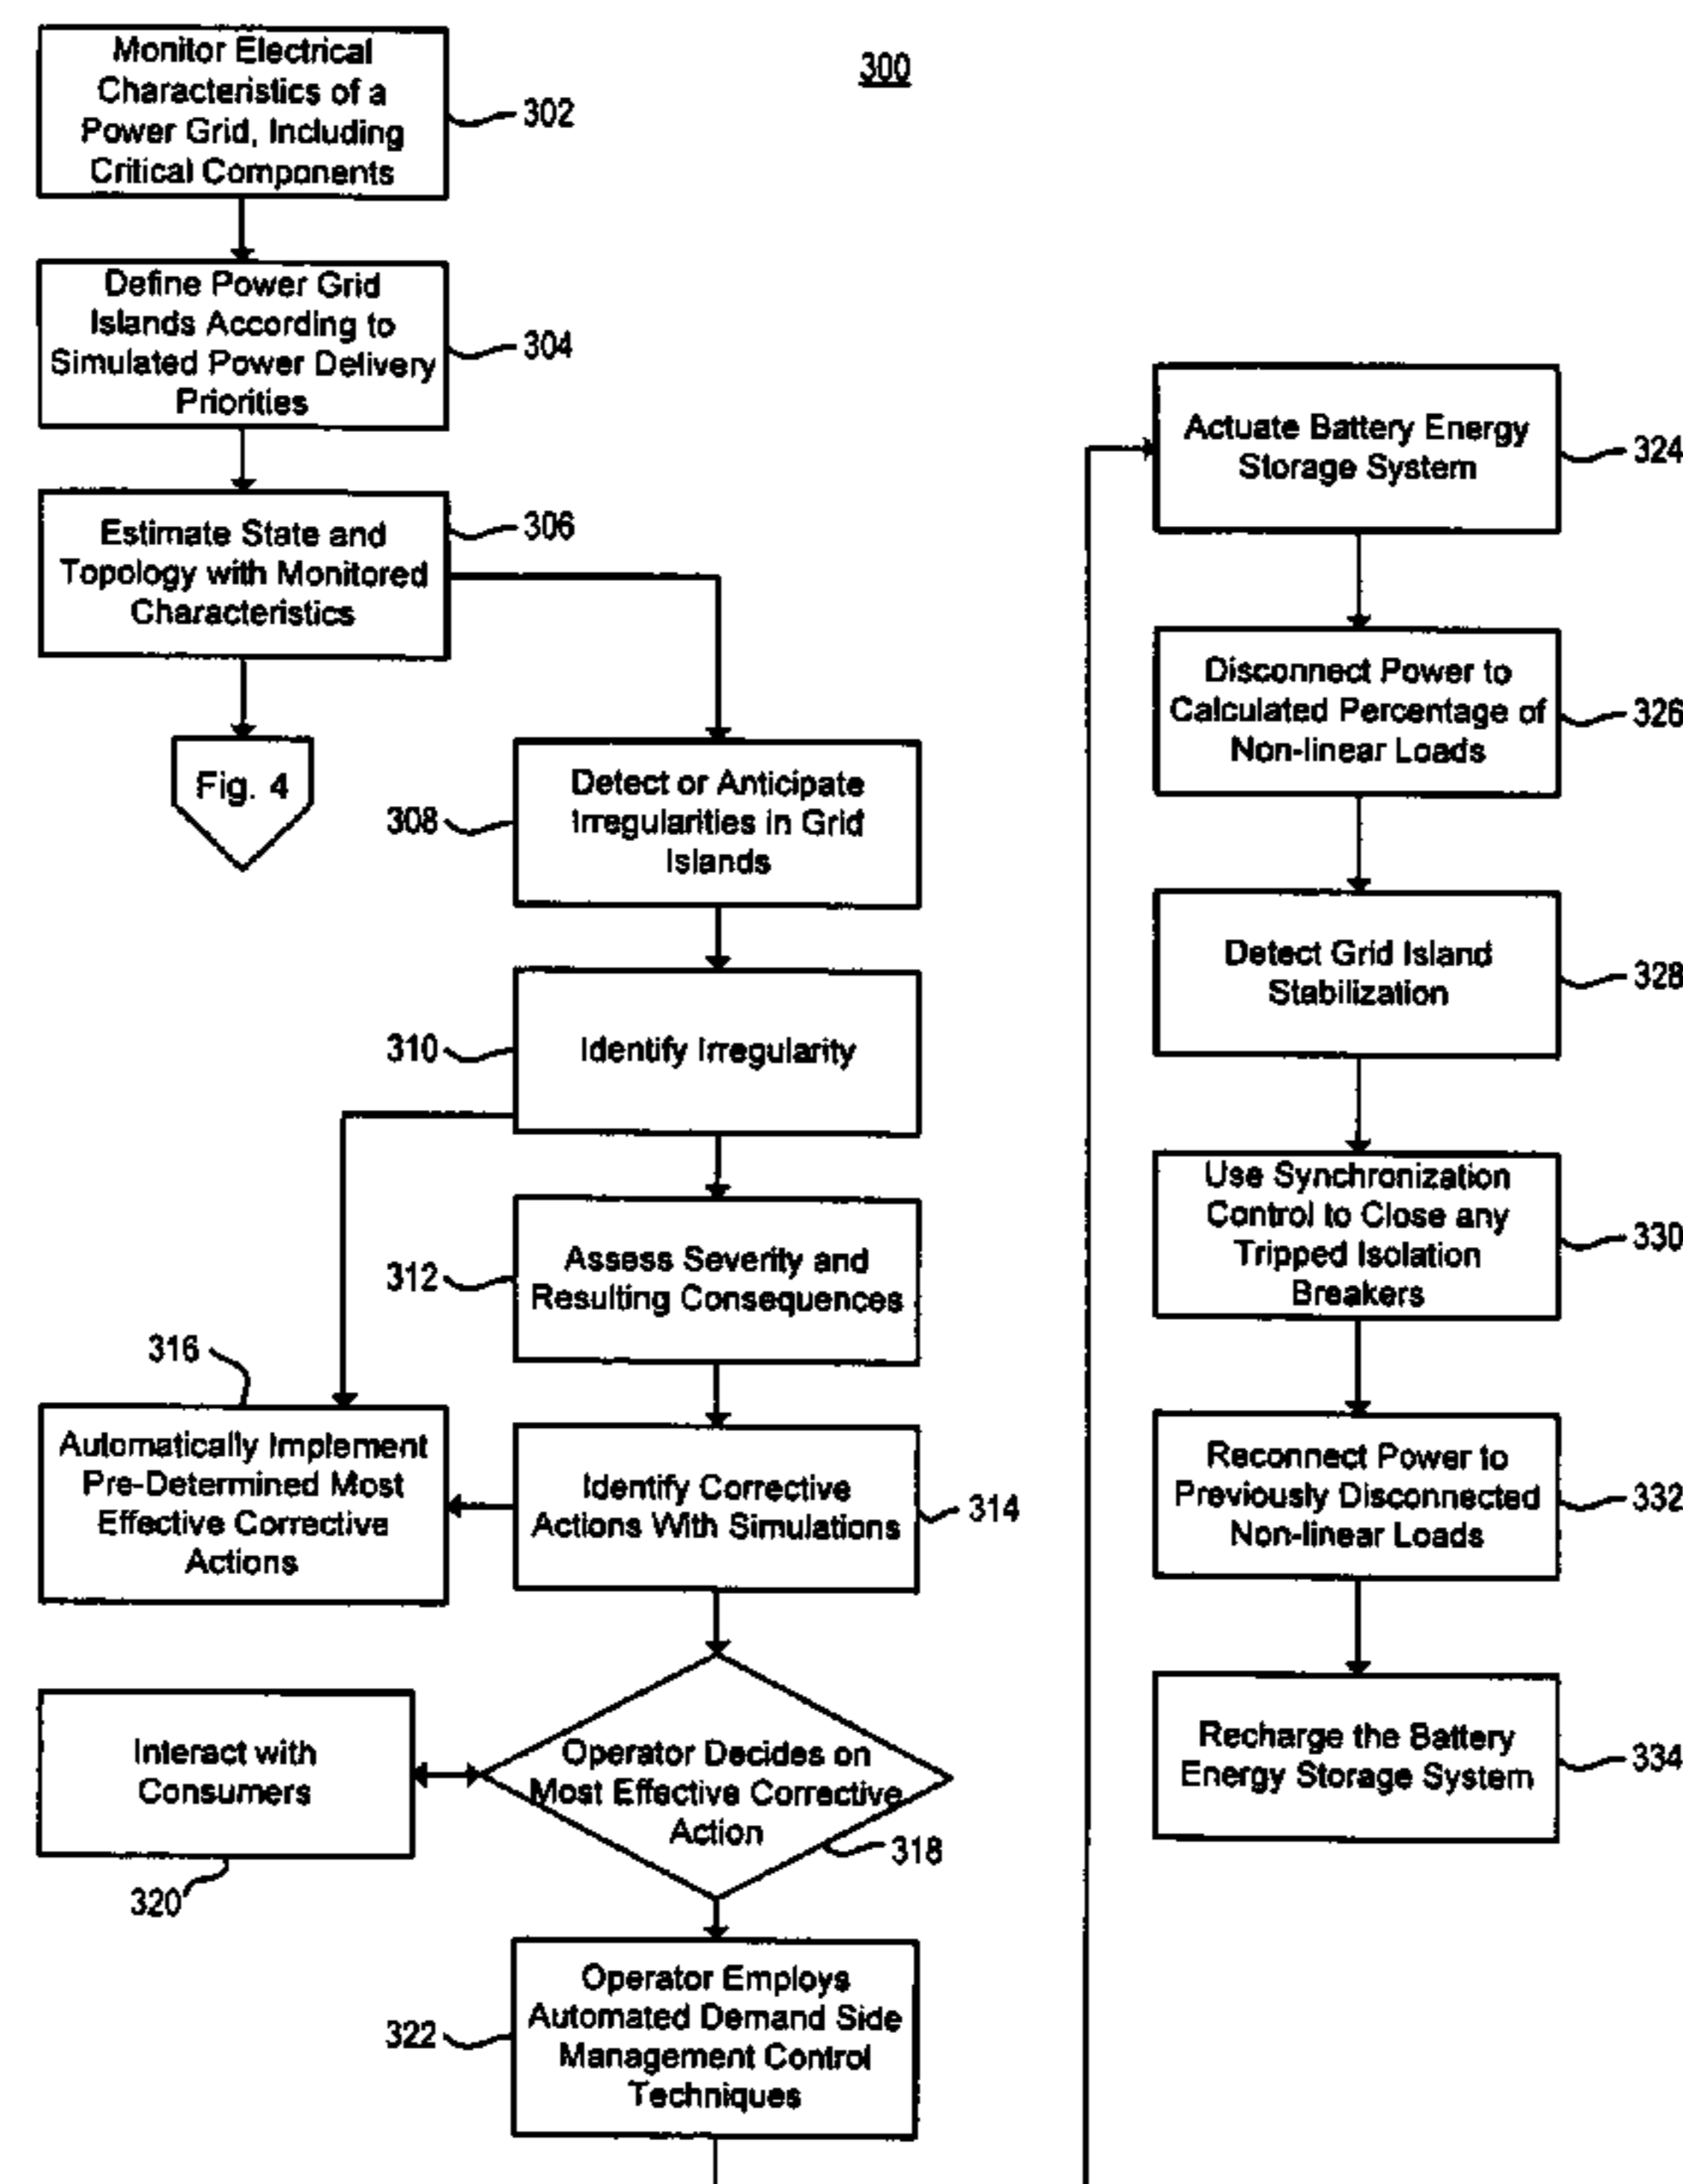 300
Monitor Electrical
Characteristics of a
Power Grid, Including
Critical Components
302
Define Power Grid
Islands According to
Simulated Power Delivery
Priorities
304
Estimate State and
Topology with Monitored
Characteristics
306
Fig. 4
Detect or Anticipate
Irregularities in Grid
Islands
308
Identify Irregularity
310
Assess Severity and
Resulting Consequences
312
Identify Corrective
Actions With Simulations
314
316
Automatically Implement
Pre-Determined Most
Effective Corrective
Actions
Operator Decides on
Most Effective Corrective
Action
318
Interact with
Consumers
320
Operator Employs
Automated Demand Side
Management Control
Techniques
322
Actuate Battery Energy
Storage System
324
Disconnect Power to
Calculated Percentage of
Non-linear Loads
326
Detect Grid Island
Stabilization
328
Use Synchronization
Control to Close any
Tripped Isolation
Breakers
330
Reconnect Power to
Previously Disconnected
Non-linear Loads
332
Recharge the Battery
Energy Storage System
334